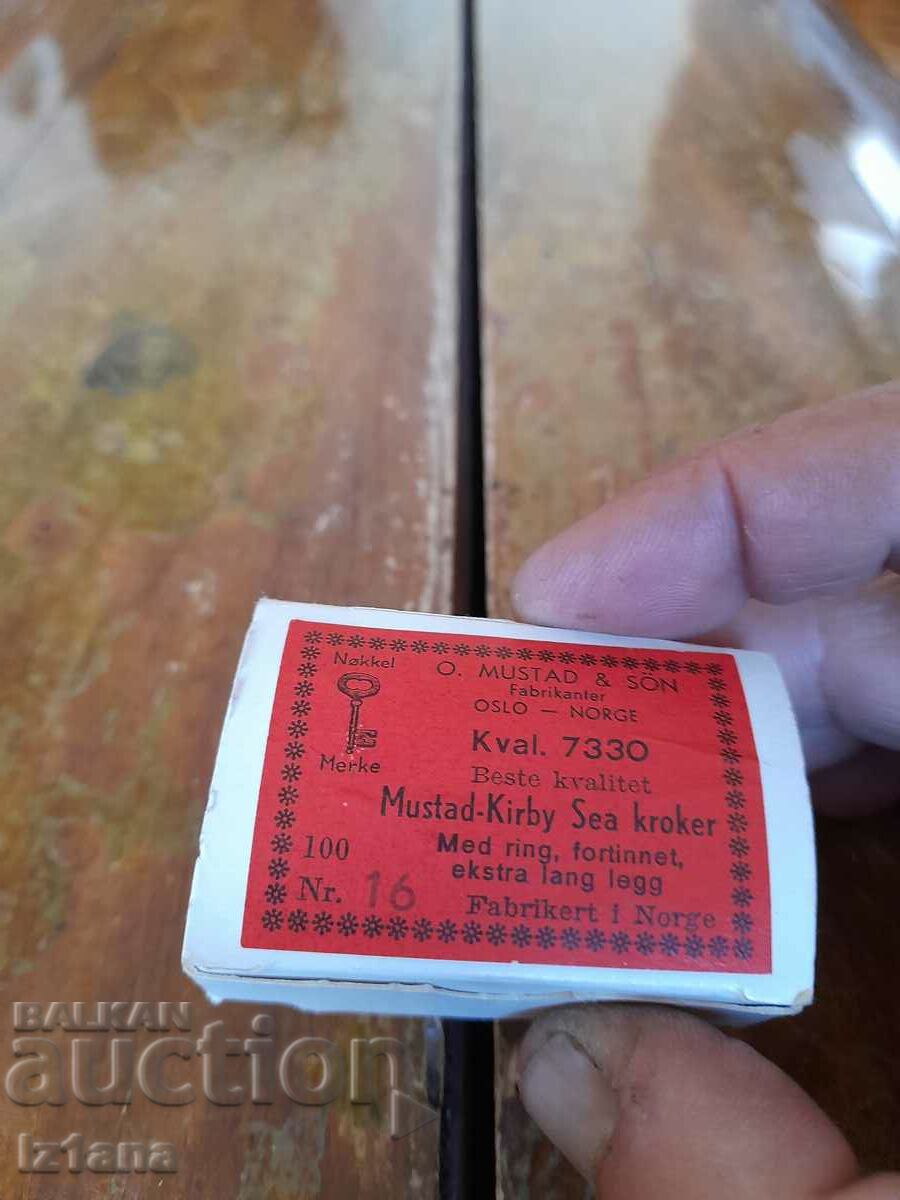 Nøkkel
Merke
O. MUSTAD & SÖN
Fabrikanter
OSLO — NORGE
Kval. 7330
Beste kvalitet
Mustad-Kirby Sea kroker
Med ring, fortinnet,
ekstra lang legg
100
Nr. 16
Fabrikert i Norge
BALKAN
auction
Iz1ana